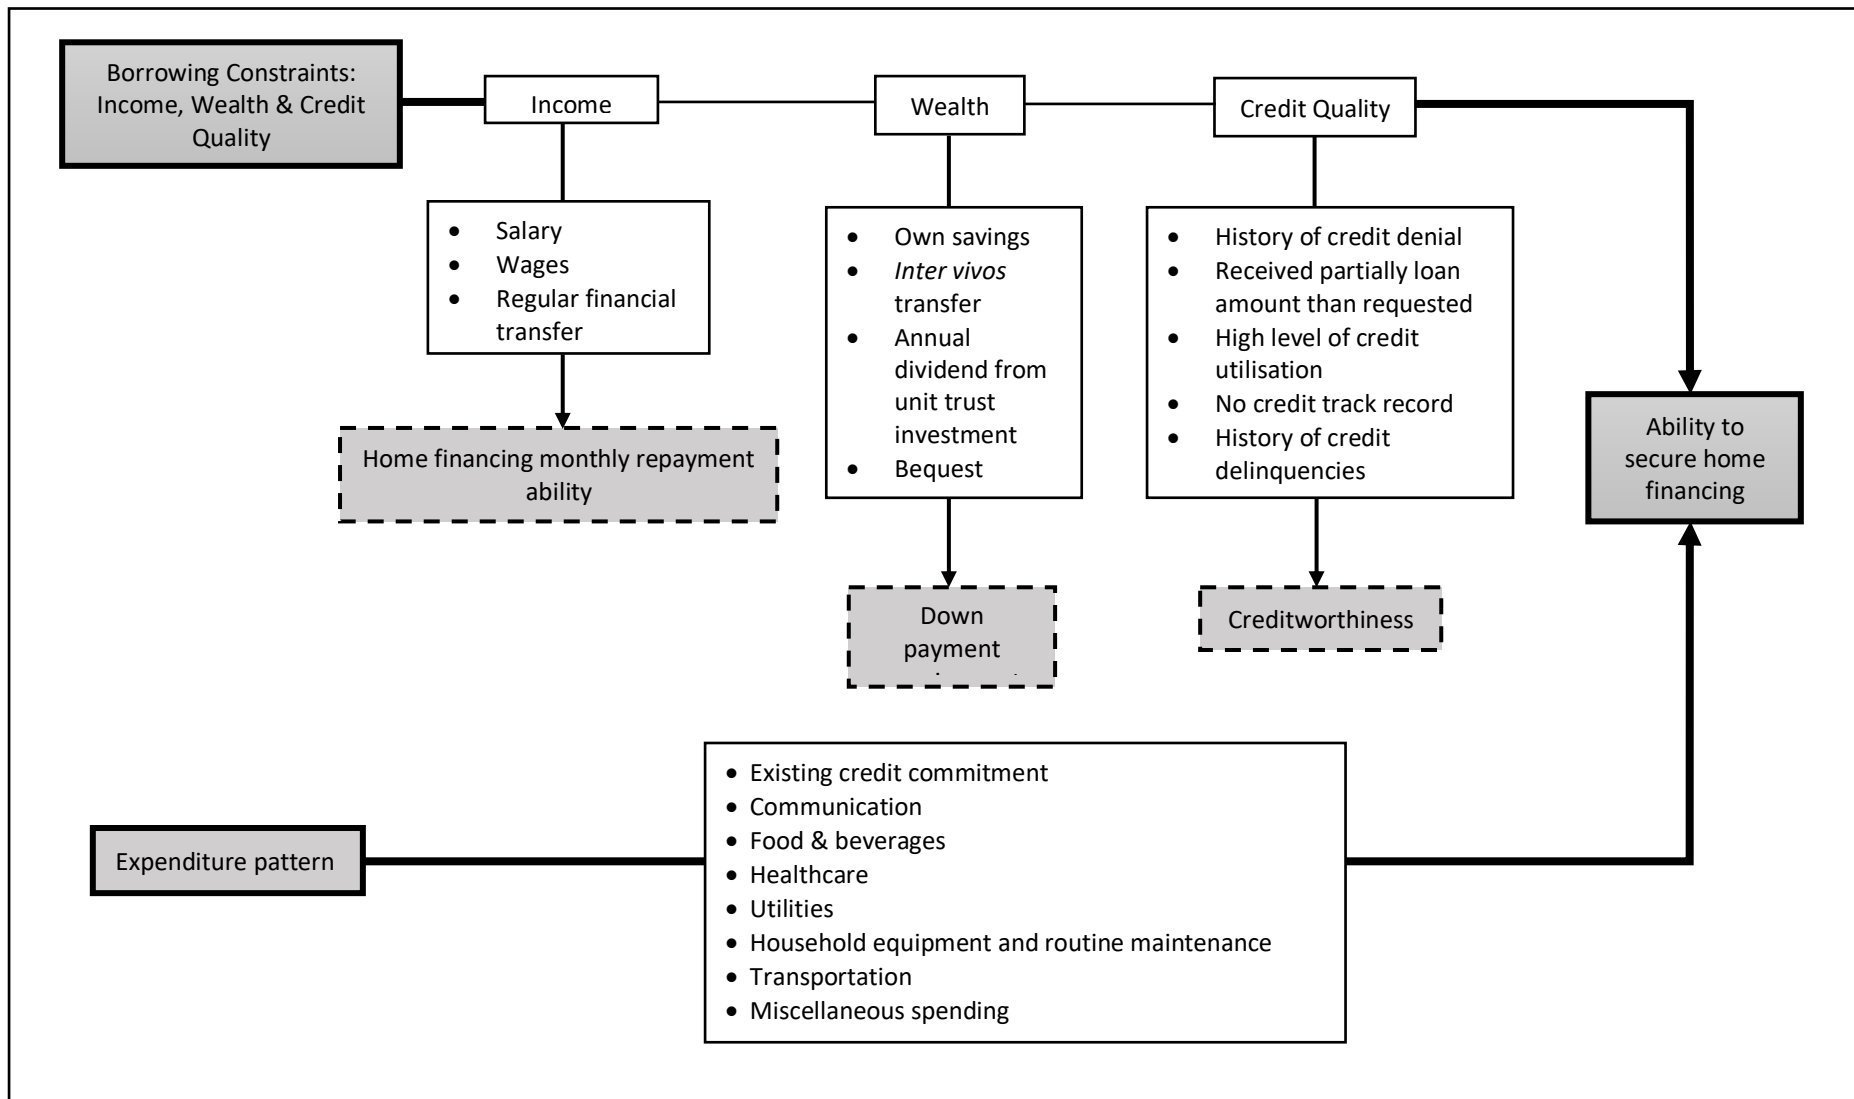 Borrowing Constraints:
Income, Wealth & Credit
Quality
Income
Wealth
Credit Quality
• Salary
• Wages
• Regular financial
transfer
• Own savings
• Inter vivos
transfer
• Annual
dividend from
unit trust
investment
• Bequest
• History of credit denial
• Received partially loan
amount than requested
• High level of credit
utilisation
• No credit track record
• History of credit
delinquencies
Home financing monthly repayment
ability
Down
payment
Creditworthiness
Ability to
secure home
financing
Expenditure pattern
• Existing credit commitment
• Communication
• Food & beverages
• Healthcare
• Utilities
• Household equipment and routine maintenance
• Transportation
• Miscellaneous spending